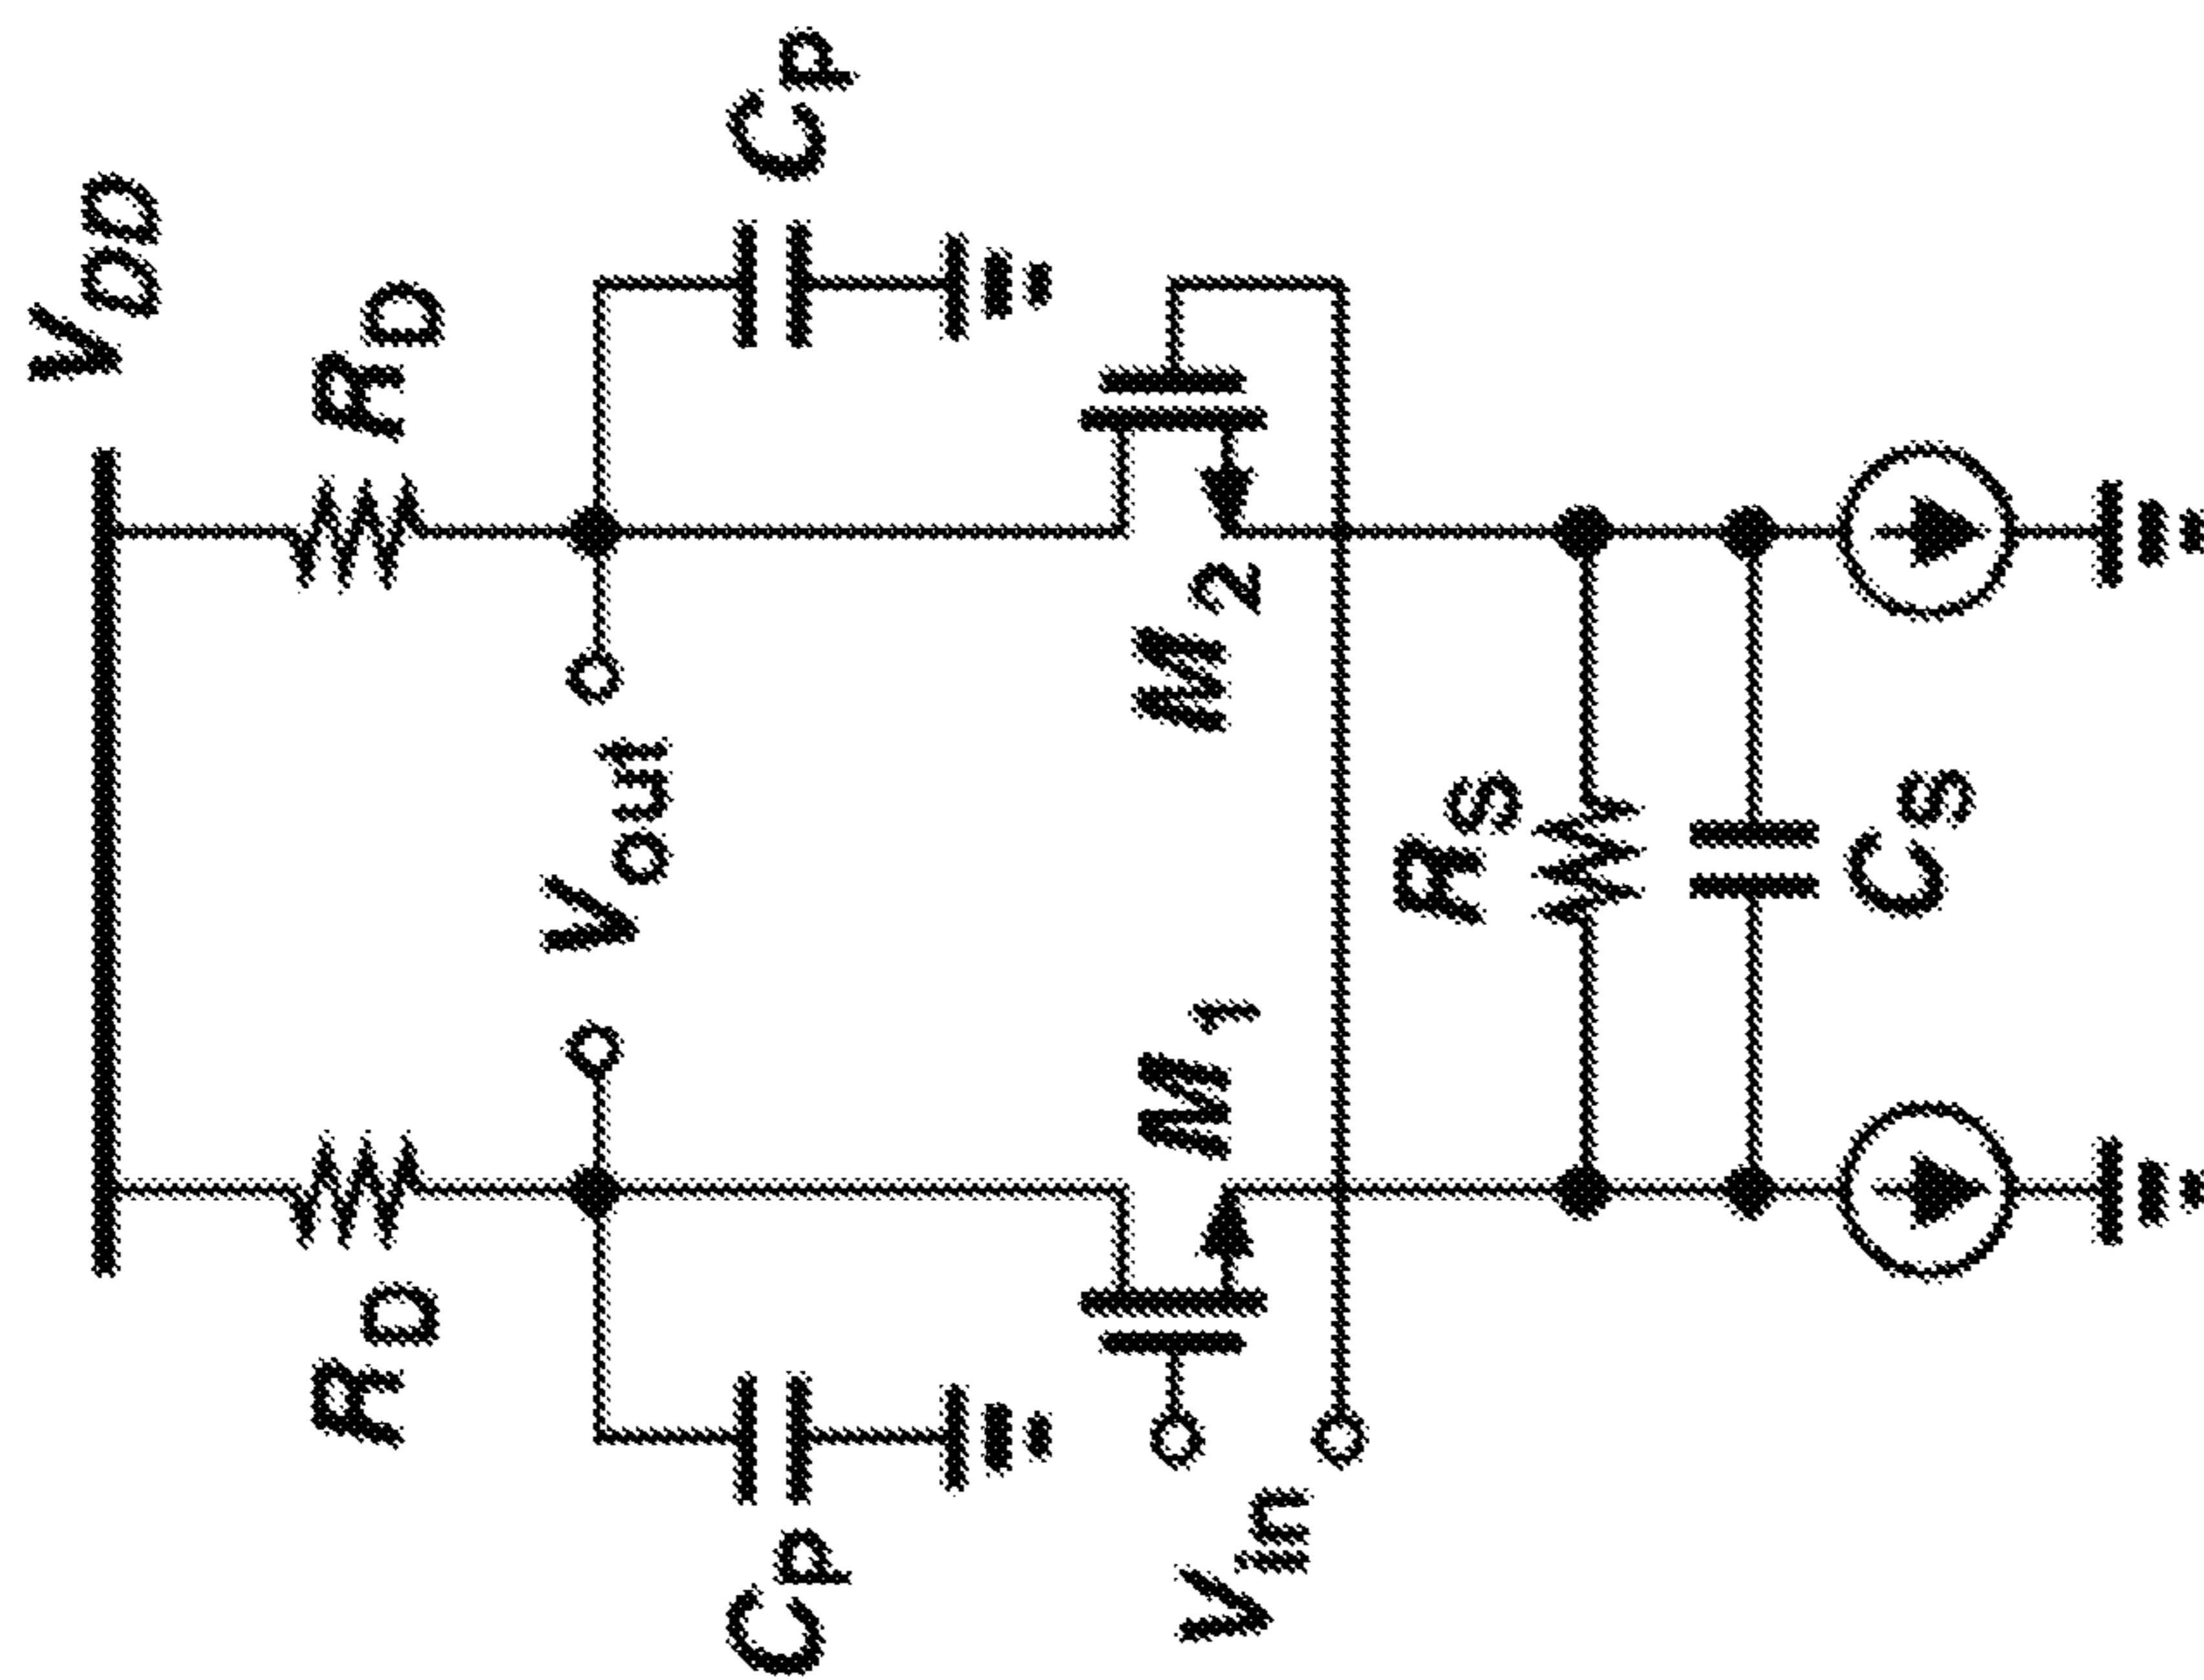 V_DD
R_D
R_D
V_out
C_p
C_p
M_1
M_2
V_in
R_S
C_S